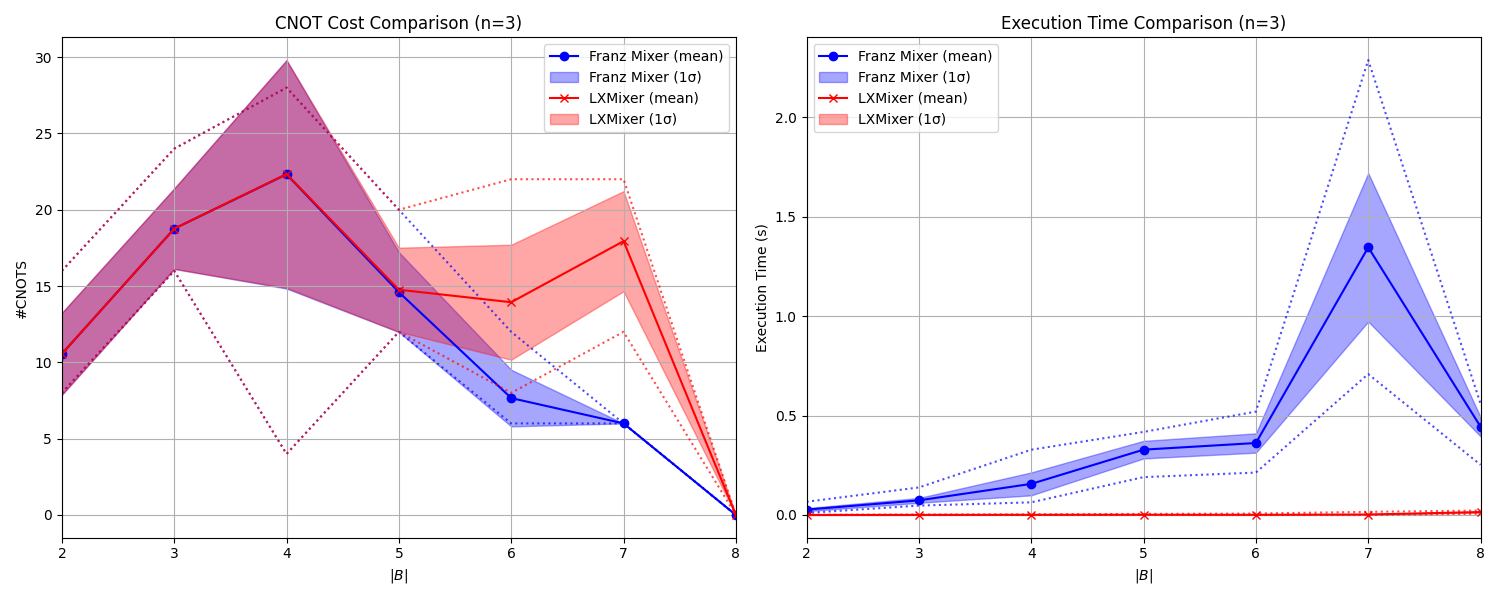 CNOT Cost Comparison (n=3)
#CNOTS
30
25
20
15
10
5
0
Franz Mixer (mean)
Franz Mixer (1σ)
LXMixer (mean)
LXMixer (1σ)
2 3 4 5 6 7 8
|B|
Execution Time Comparison (n=3)
Execution Time (s)
2.0
1.5
1.0
0.5
0.0
Franz Mixer (mean)
Franz Mixer (1σ)
LXMixer (mean)
LXMixer (1σ)
2 3 4 5 6 7 8
|B|